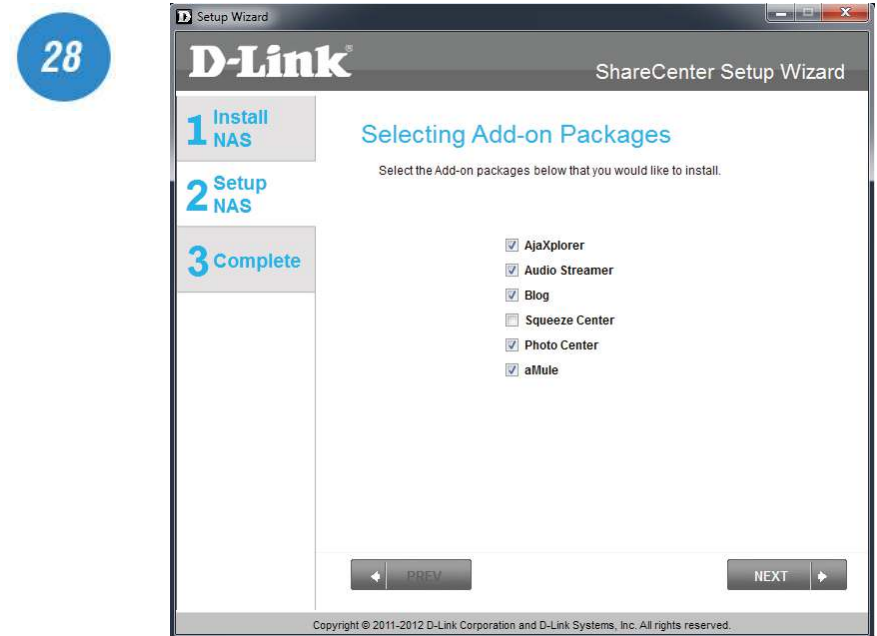 28
Setup Wizard
D-Link®
ShareCenter Setup Wizard
1 Install
NAS
2 Setup
NAS
3 Complete
Selecting Add-on Packages
Select the Add-on packages below that you would like to install.
AjaXplorer
Audio Streamer
Blog
Squeeze Center
Photo Center
aMule
PREV
NEXT
Copyright © 2011-2012 D-Link Corporation and D-Link Systems, Inc. All rights reserved.